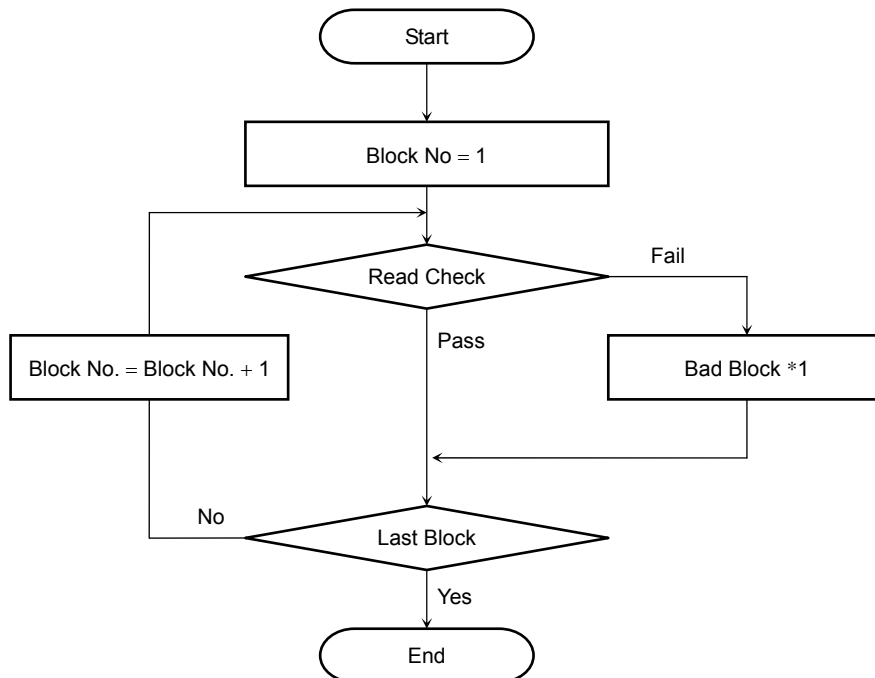 Start
Block No = 1
Read Check
Fail
Pass
Block No. = Block No. + 1
Bad Block *1
No
Last Block
Yes
End